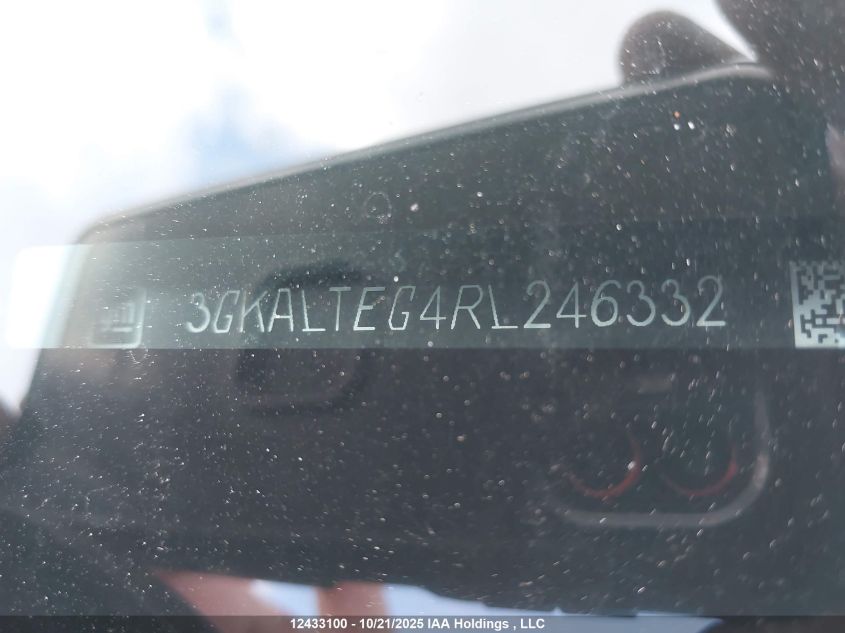 3GKALTEG4RL246332
12433100 - 10/21/2025 IAA Holdings , LLC